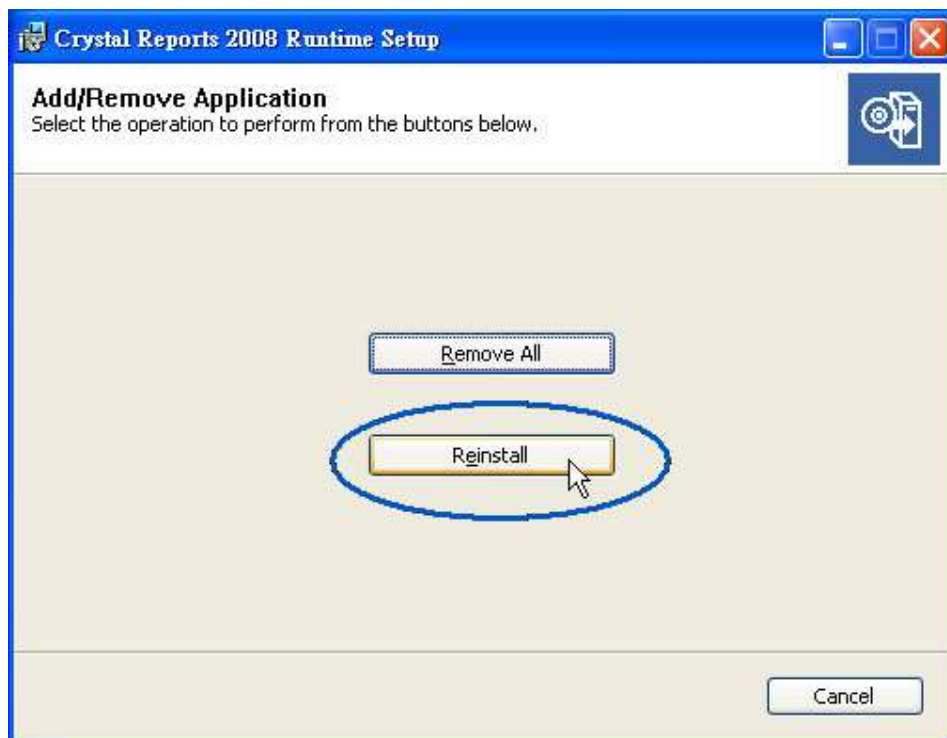 Crystal Reports 2008 Runtime Setup
Add/Remove Application
Select the operation to perform from the buttons below.
Remove All
Reinstall
Cancel